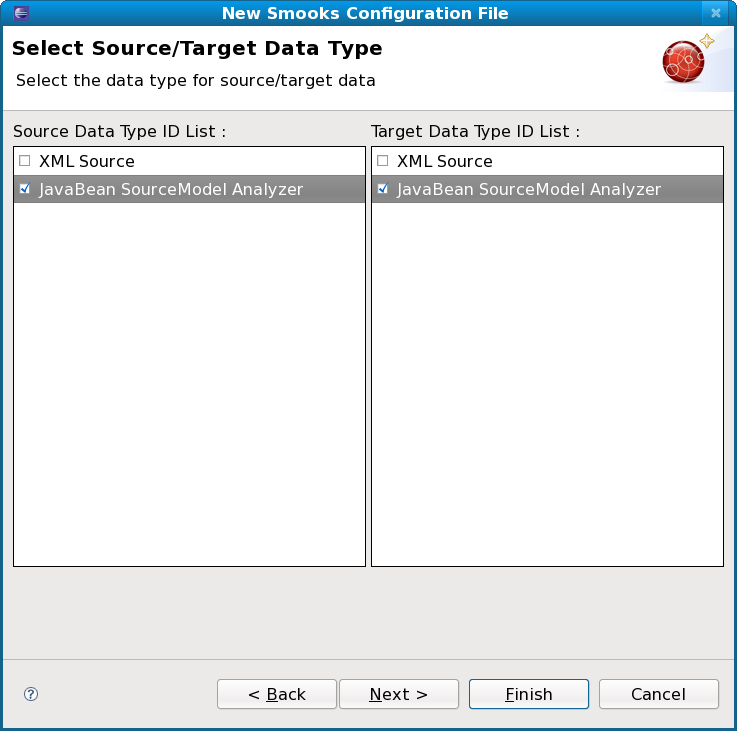 New Smooks Configuration File
Select Source/Target Data Type
Select the data type for source/target data
Source Data Type ID List :
Target Data Type ID List :
XML Source
JavaBean SourceModel Analyzer
XML Source
JavaBean SourceModel Analyzer
< Back
Next >
Finish
Cancel